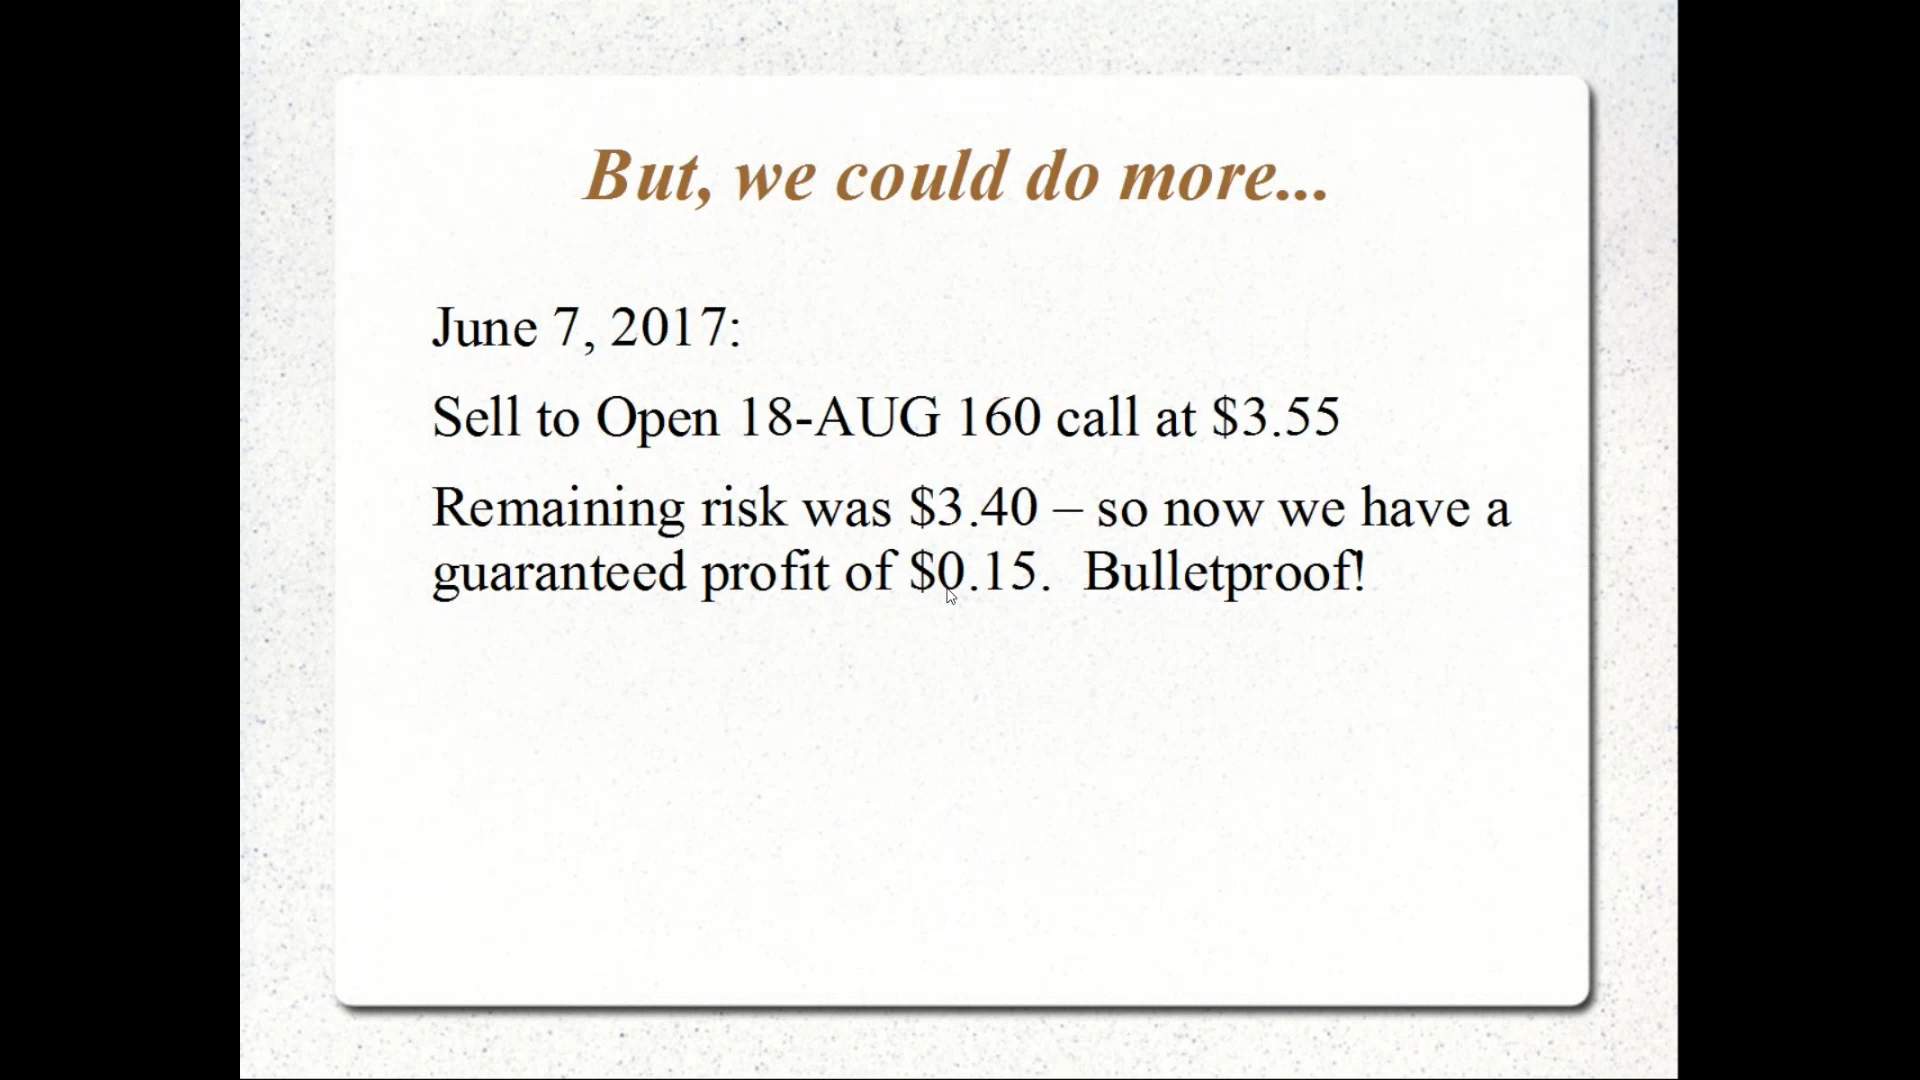 But, we could do more...
June 7, 2017:
Sell to Open 18-AUG 160 call at $3.55
Remaining risk was $3.40 – so now we have a
guaranteed profit of $0.15.  Bulletproof!